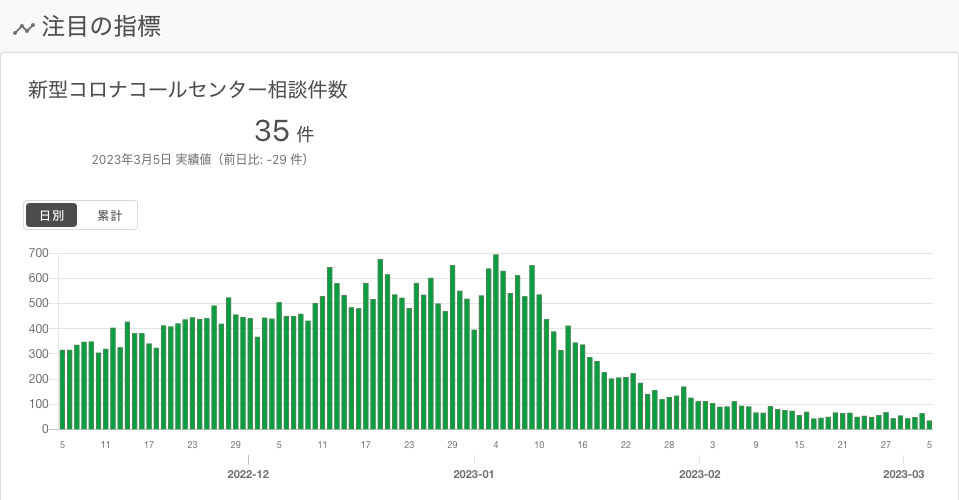 注目の指標
新型コロナコールセンター相談件数
35 件
2023年3月5日 実績値（前日比: -29 件）
日別 累計
700
600
500
400
300
200
100
0
5 11 17 23 29 5 11 17 23 29 4 10 16 22 28 3 9 15 21 27 5
2022-12 2023-01 2023-02 2023-03